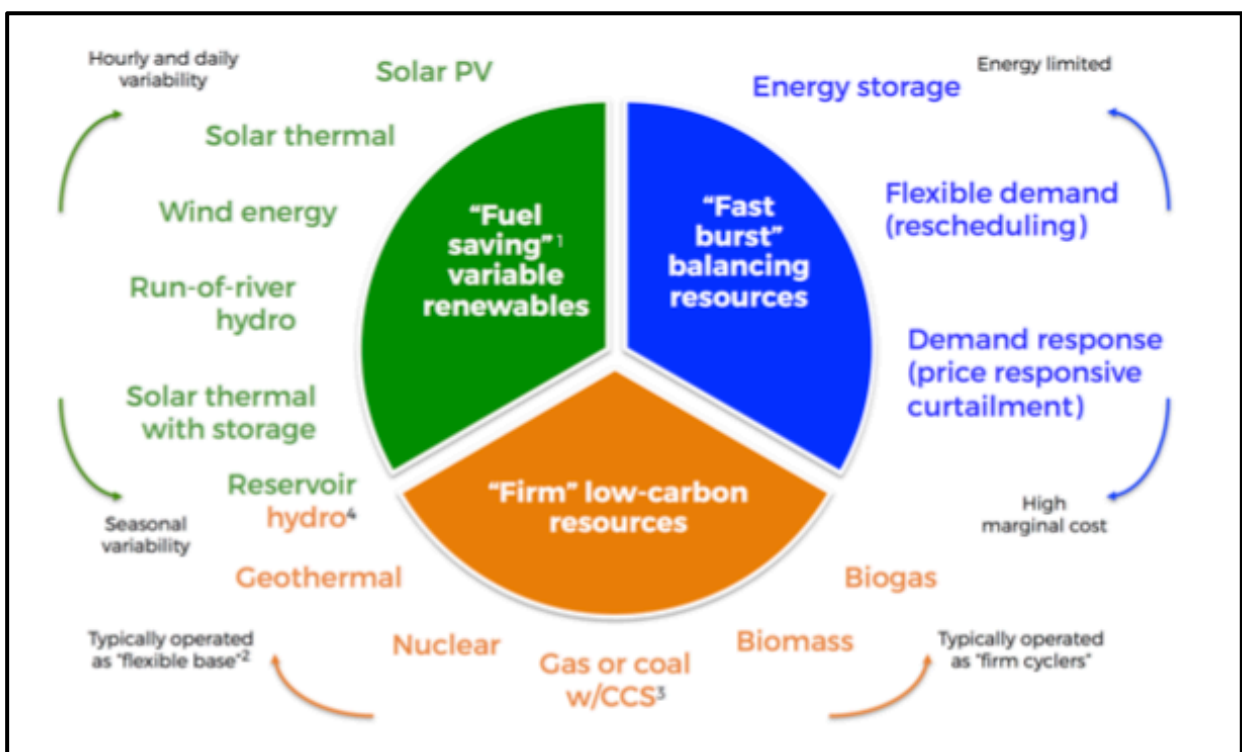 Hourly and daily
variability
Solar PV
Solar thermal
Wind energy
Run-of-river
hydro
Solar thermal
with storage
Reservoir
hydro⁴
Seasonal
variability
"Fuel
saving" ¹
variable
renewables
"Fast
burst"
balancing
resources
Energy storage
Energy limited
Flexible demand
(rescheduling)
Demand response
(price responsive
curtailment)
High
marginal cost
"Firm" low-carbon
resources
Geothermal
Nuclear
Gas or coal
w/CCS³
Biomass
Biogas
Typically operated
as "flexible base"²
Typically operated
as "firm cyclers"